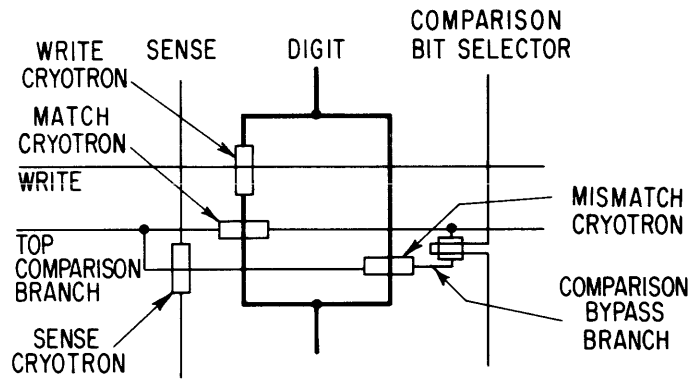 WRITE
CRYOTRON
SENSE
DIGIT
COMPARISON
BIT SELECTOR
MATCH
CRYOTRON
WRITE
MISMATCH
CRYOTRON
TOP
COMPARISON
BRANCH
COMPARISON
BYPASS
BRANCH
SENSE
CRYOTRON